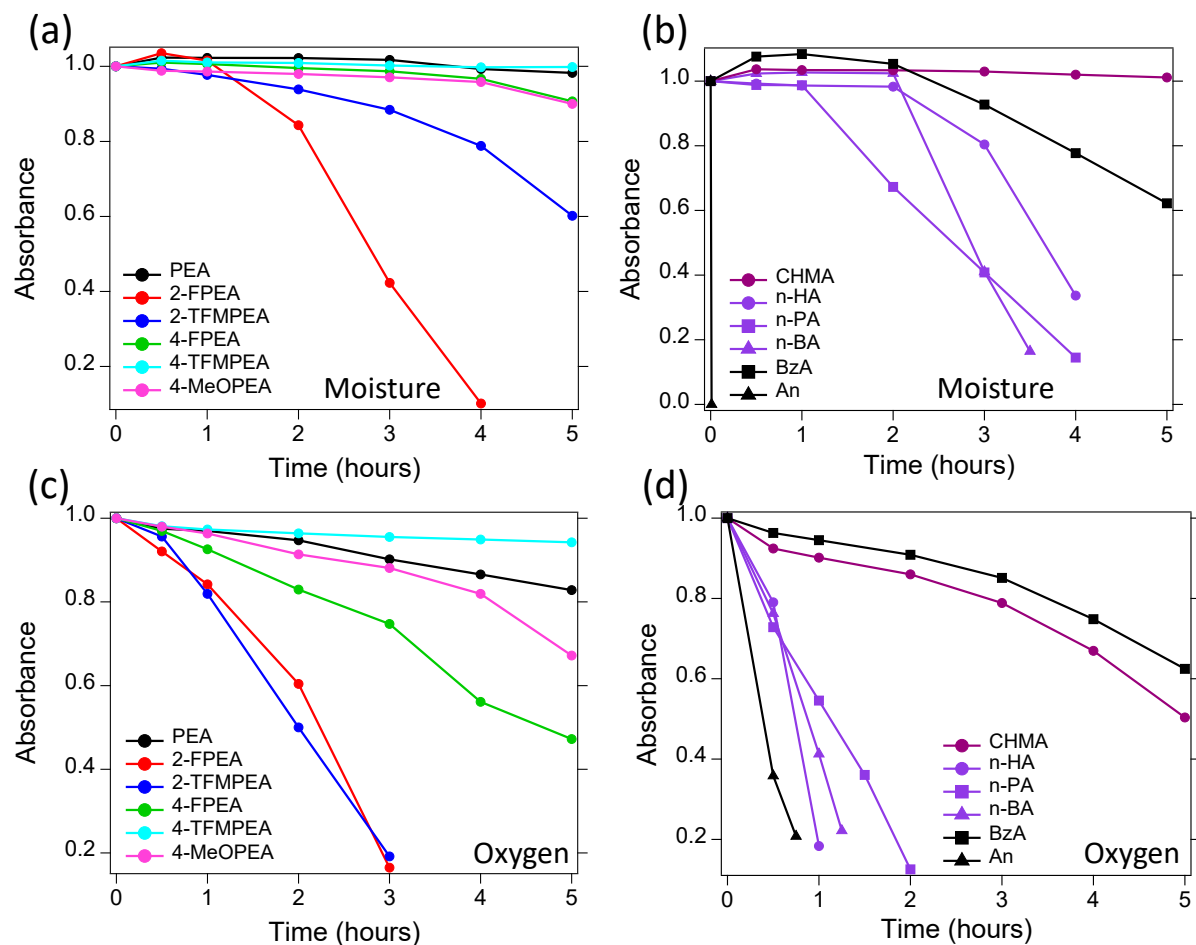 (a)
1.0
0.8
0.6
0.4
0.2
Absorbance
PEA
2-FPEA
2-TFMPEA
4-FPEA
4-TFMPEA
4-MeOPEA
Moisture
0 1 2 3 4 5
Time (hours)
(b)
1.0
0.8
0.6
0.4
0.2
0.0
Absorbance
CHMA
n-HA
n-PA
n-BA
BzA
An
Moisture
0 1 2 3 4 5
Time (hours)
(c)
1.0
0.8
0.6
0.4
0.2
Absorbance
PEA
2-FPEA
2-TFMPEA
4-FPEA
4-TFMPEA
4-MeOPEA
Oxygen
0 1 2 3 4 5
Time (hours)
(d)
1.0
0.8
0.6
0.4
0.2
Absorbance
CHMA
n-HA
n-PA
n-BA
BzA
An
Oxygen
0 1 2 3 4 5
Time (hours)